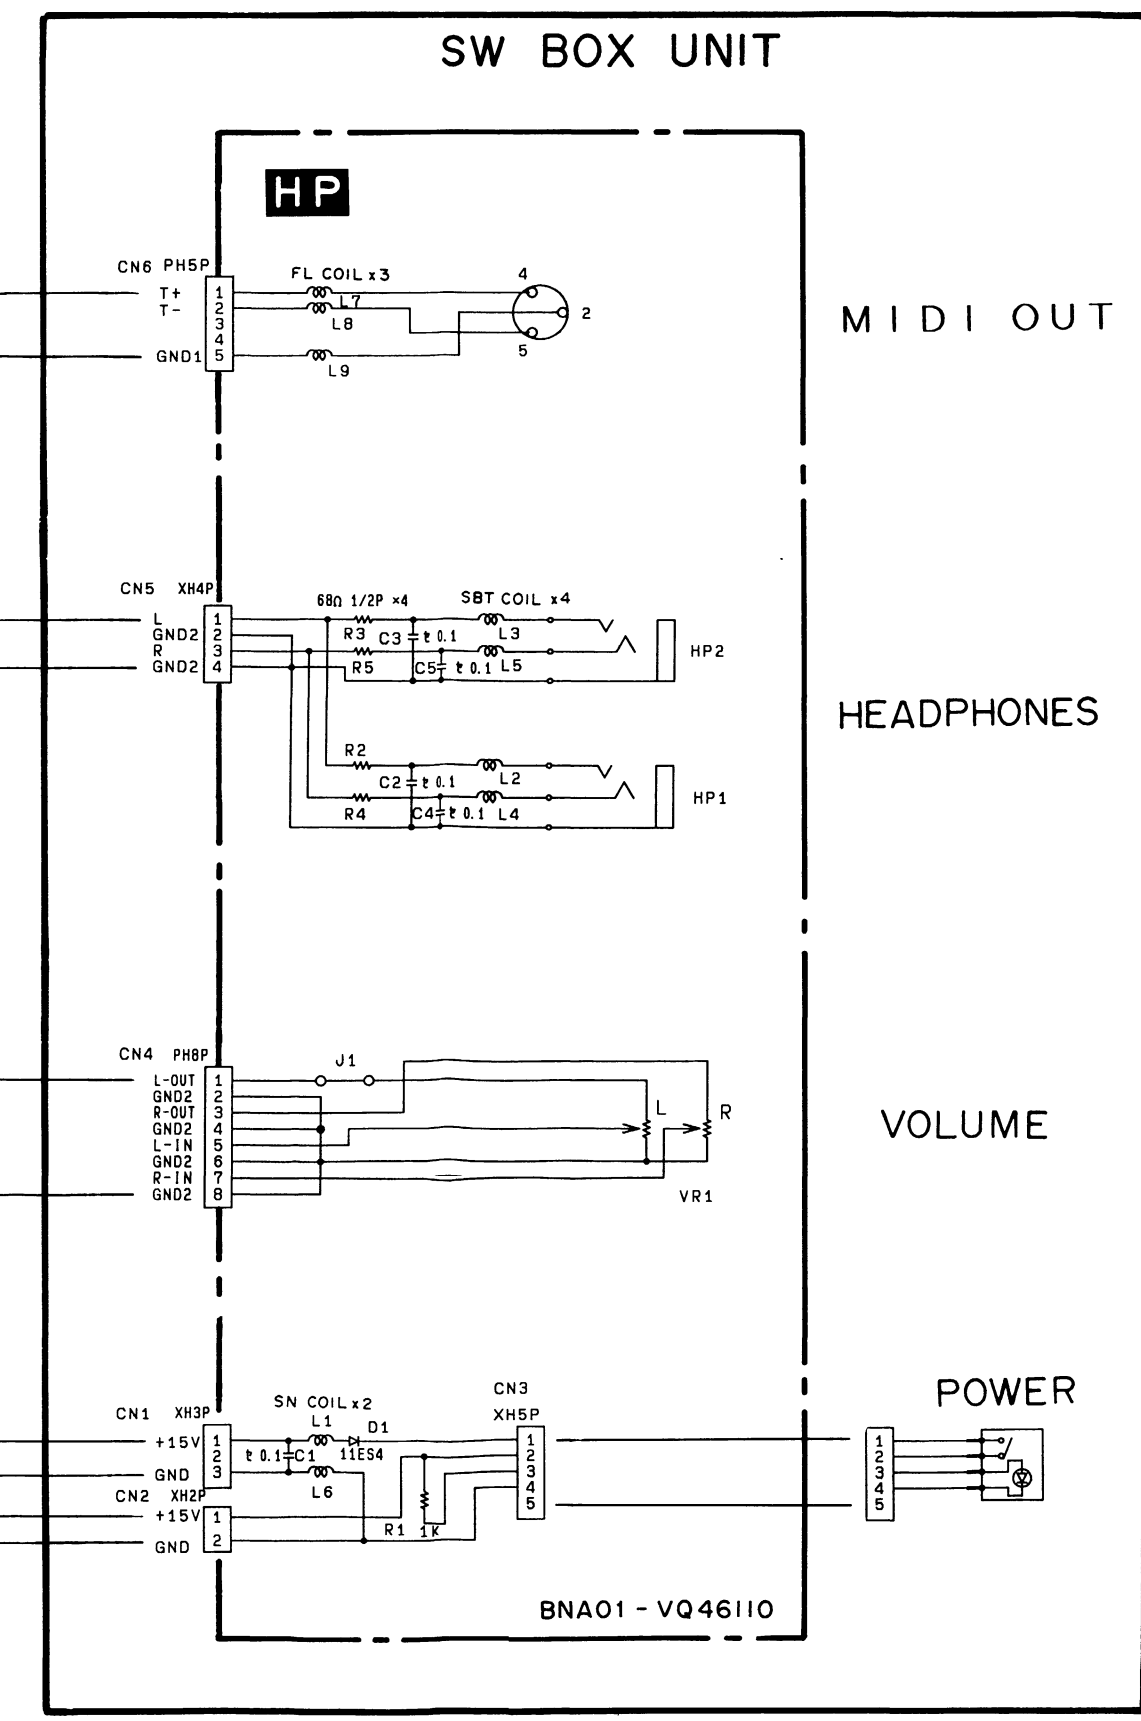 SW BOX UNIT
HP
CN6 PH5P
FL COIL x3
4
T+ 1
L7
T- 2
L8
3
2
4
5
GND1 5
L9
MIDI OUT
CN5 XH4P
68Ω 1/2P x4
SBT COIL x4
L 1
GND2 2
R3 C3 0.1 L3
R 3
HP2
GND2 4
R5 C5 0.1 L5
HEADPHONES
R2
C2 0.1 L2
HP1
R4 C4 0.1 L4
CN4 PH8P
J1
L-OUT 1
GND2 2
R-OUT 3
L R
GND2 4
L-IN 5
GND2 6
R-IN 7
GND2 8
VR1
VOLUME
POWER
CN3
SN COIL x2
CN1 XH3P
L1 D1
XH5P
+15V 1
2
0.1 C1
11ES4
GND 3
L6
1
2
3
4
5
1
2
3
4
5
CN2 XH2P
+15V 1
R1 1K
GND 2
BNA01-VQ46110